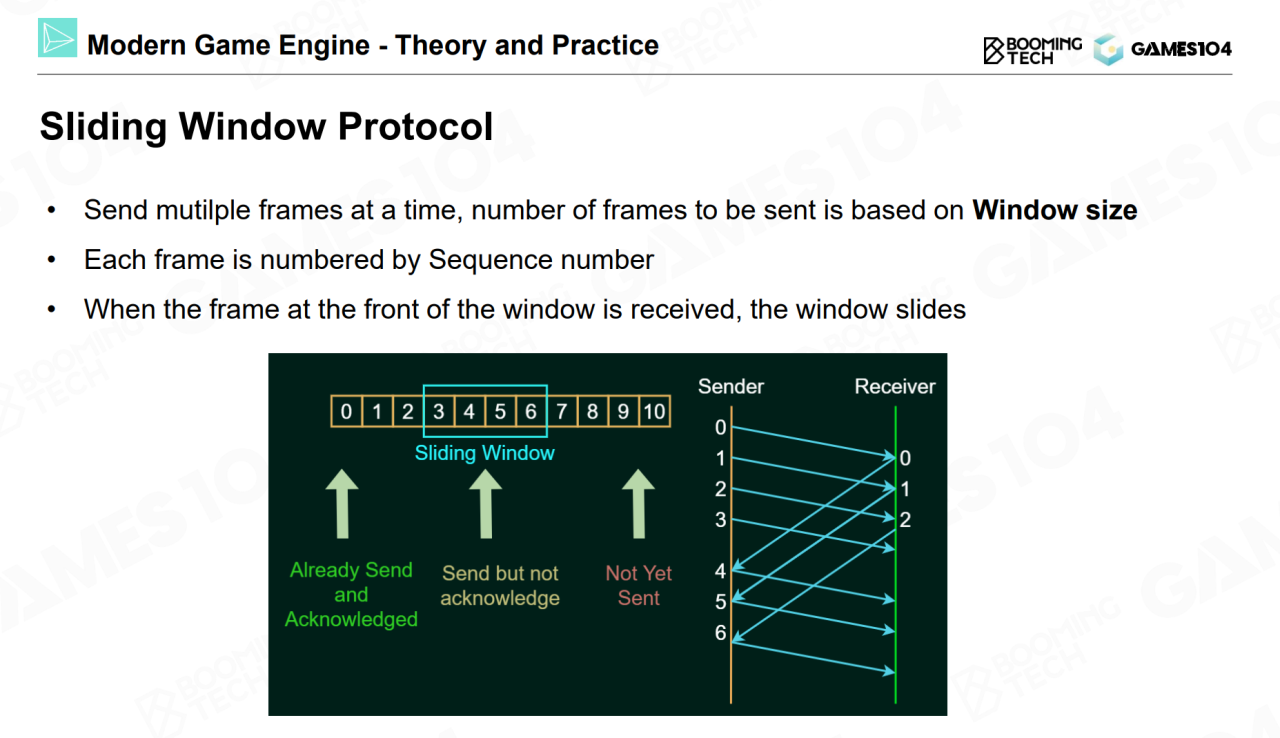 Modern Game Engine - Theory and Practice
BOOMING
TECH
GAMES104
Sliding Window Protocol
• Send mutilple frames at a time, number of frames to be sent is based on Window size
• Each frame is numbered by Sequence number
• When the frame at the front of the window is received, the window slides
0 1 2 3 4 5 6 7 8 9 10
Sliding Window
Already Send
and
Acknowledged
Send but not
acknowledge
Not Yet
Sent
Sender
Receiver
0
1
2
3
4
5
6
0
1
2